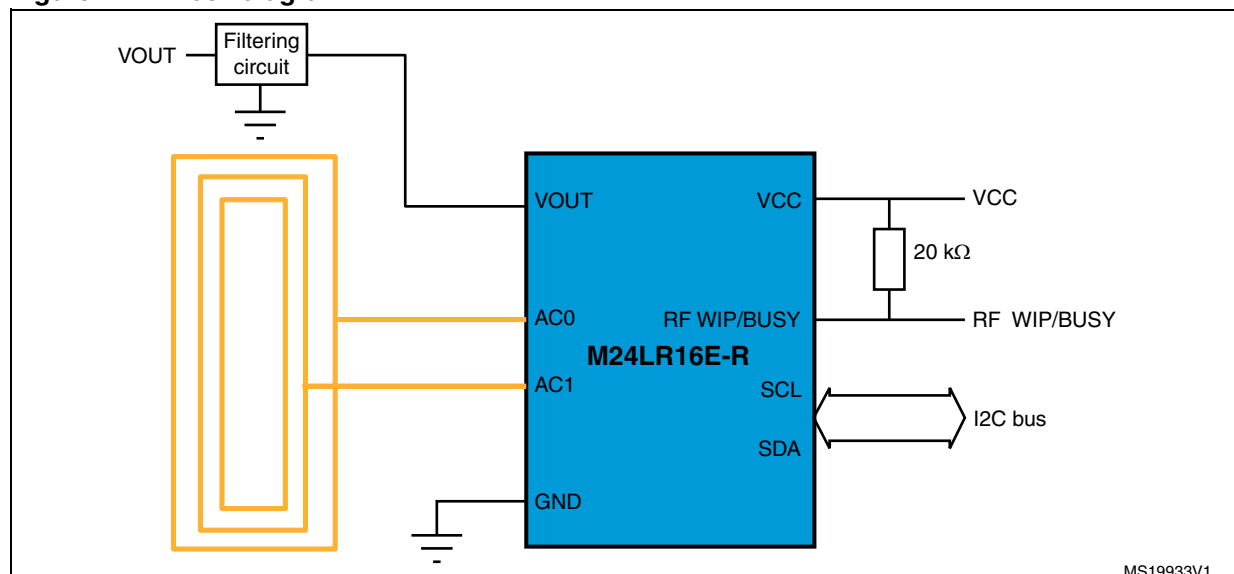 Filtering
circuit
VOUT
VOUT
VCC
VCC
20 kΩ
AC0
RF WIP/BUSY
RF WIP/BUSY
M24LR16E-R
AC1
SCL
I2C bus
SDA
GND
MS19933V1